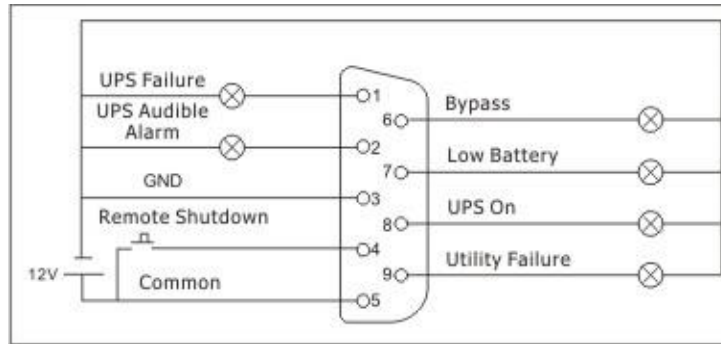 UPS Failure
1
UPS Audible
Alarm
2
GND
3
Remote Shutdown
4
12V
Common
5
6
Bypass
7
Low Battery
8
UPS On
9
Utility Failure